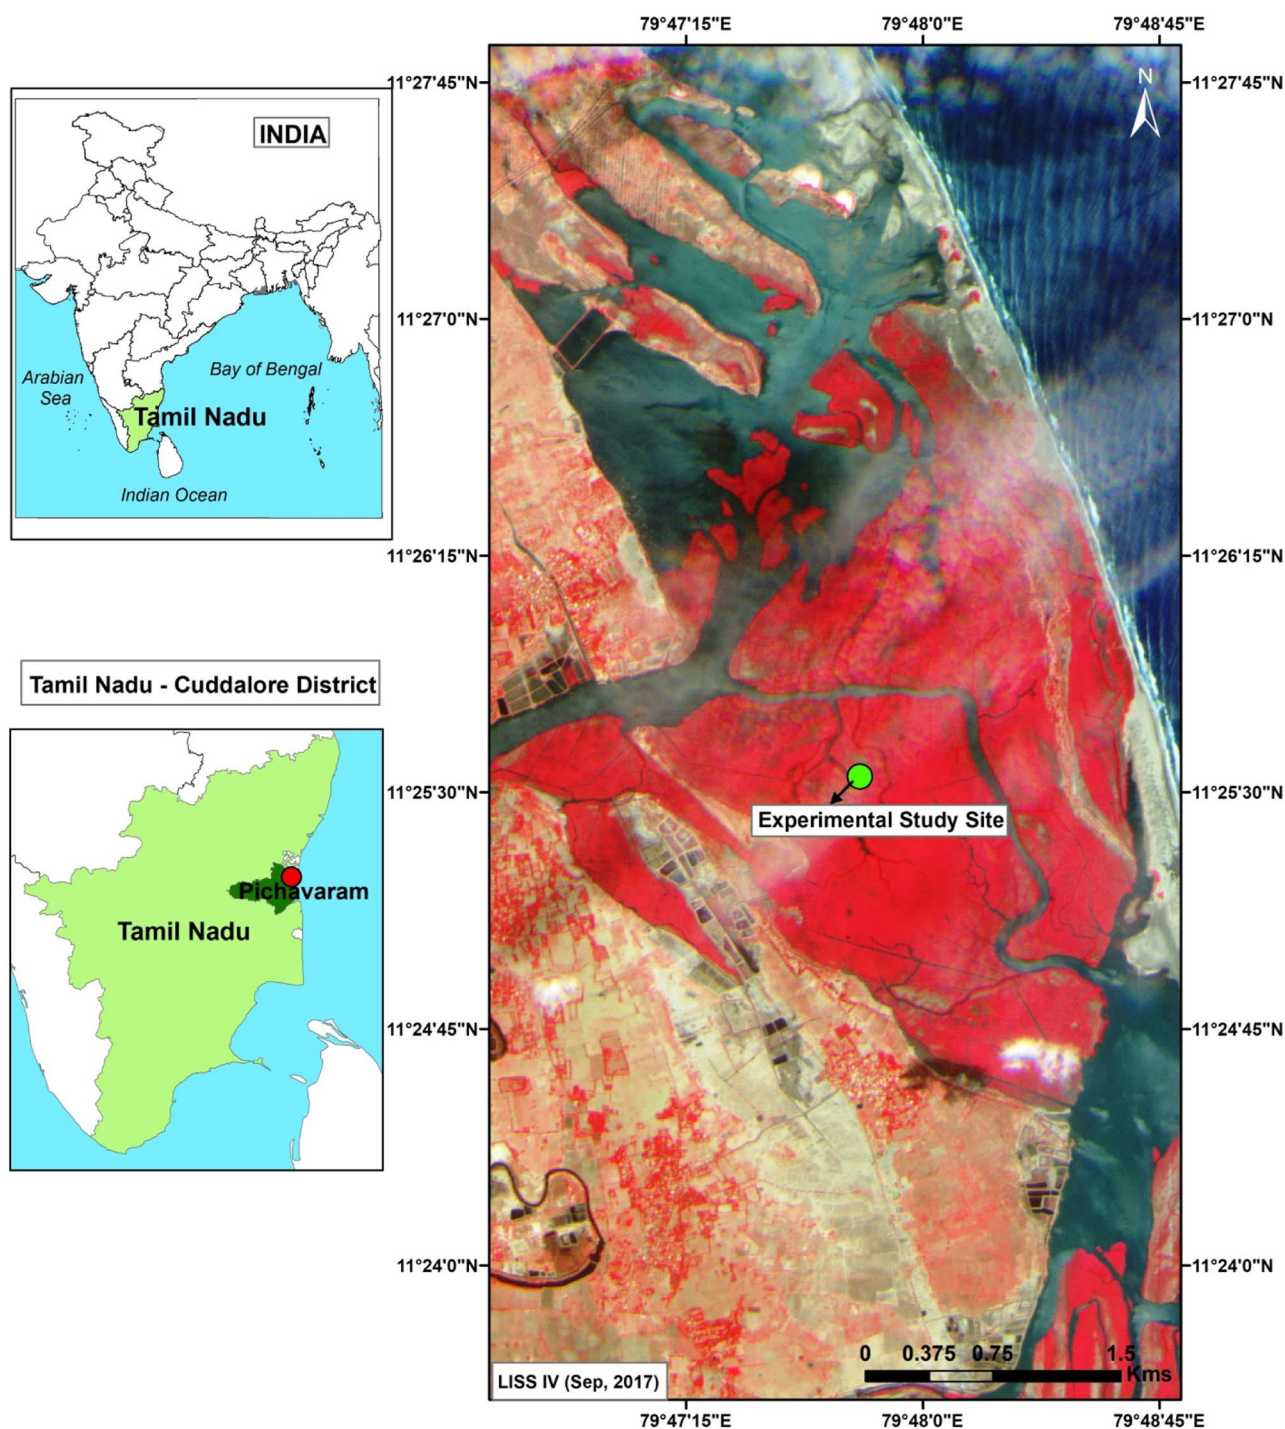 INDIA
Arabian
Sea
Bay of Bengal
Tamil Nadu
Indian Ocean
Tamil Nadu - Cuddalore District
Pichavaram
Tamil Nadu
79°47'15"E
79°48'0"E
79°48'45"E
N
11°27'45"N
11°27'45"N
11°27'0"N
11°27'0"N
11°26'15"N
11°26'15"N
11°25'30"N
11°25'30"N
Experimental Study Site
11°24'45"N
11°24'45"N
11°24'0"N
11°24'0"N
0 0.375 0.75 1.5
Kms
LISS IV (Sep, 2017)
79°47'15"E
79°48'0"E
79°48'45"E